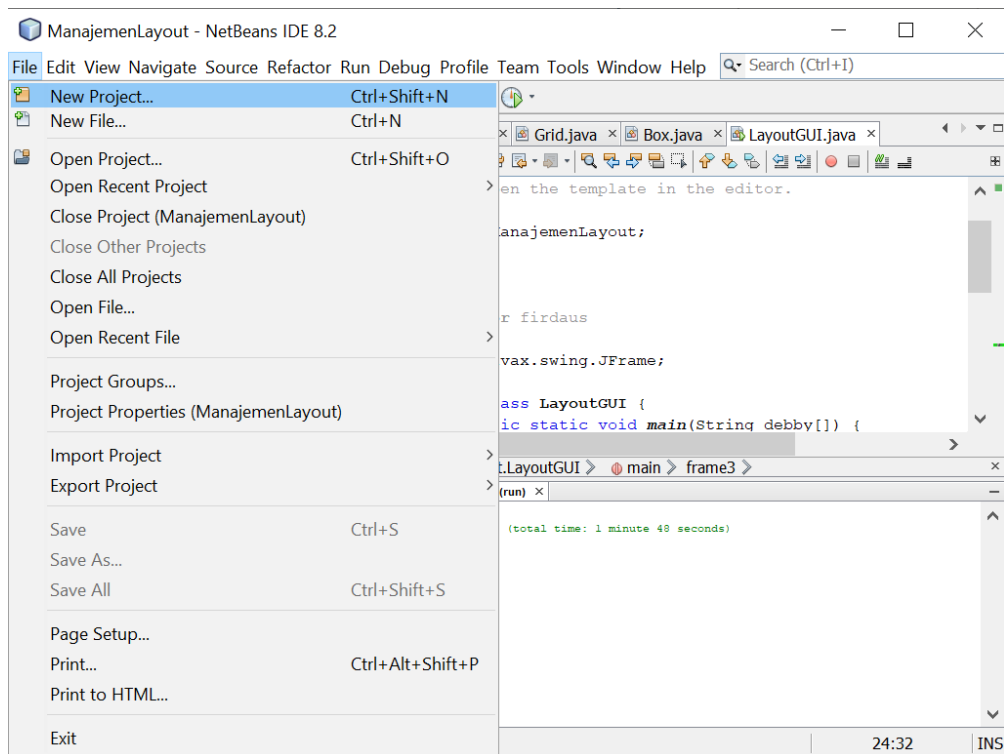 ManajemenLayout - NetBeans IDE 8.2
File Edit View Navigate Source Refactor Run Debug Profile Team Tools Window Help Search (Ctrl+I)
New Project... Ctrl+Shift+N
New File... Ctrl+N
Open Project... Ctrl+Shift+O
Open Recent Project
Close Project (ManajemenLayout)
Close Other Projects
Close All Projects
Open File...
Open Recent File
Project Groups...
Project Properties (ManajemenLayout)
Import Project
Export Project
Save Ctrl+S
Save As...
Save All Ctrl+Shift+S
Page Setup...
Print... Ctrl+Alt+Shift+P
Print to HTML...
Exit
Grid.java Box.java LayoutGUI.java
en the template in the editor.
anajemenLayout;
r firdaus
vax.swing.JFrame;
ass LayoutGUI {
ic static void main(String debby[]) {
t.LayoutGUI main frame3
(run)
(total time: 1 minute 48 seconds)
24:32 INS